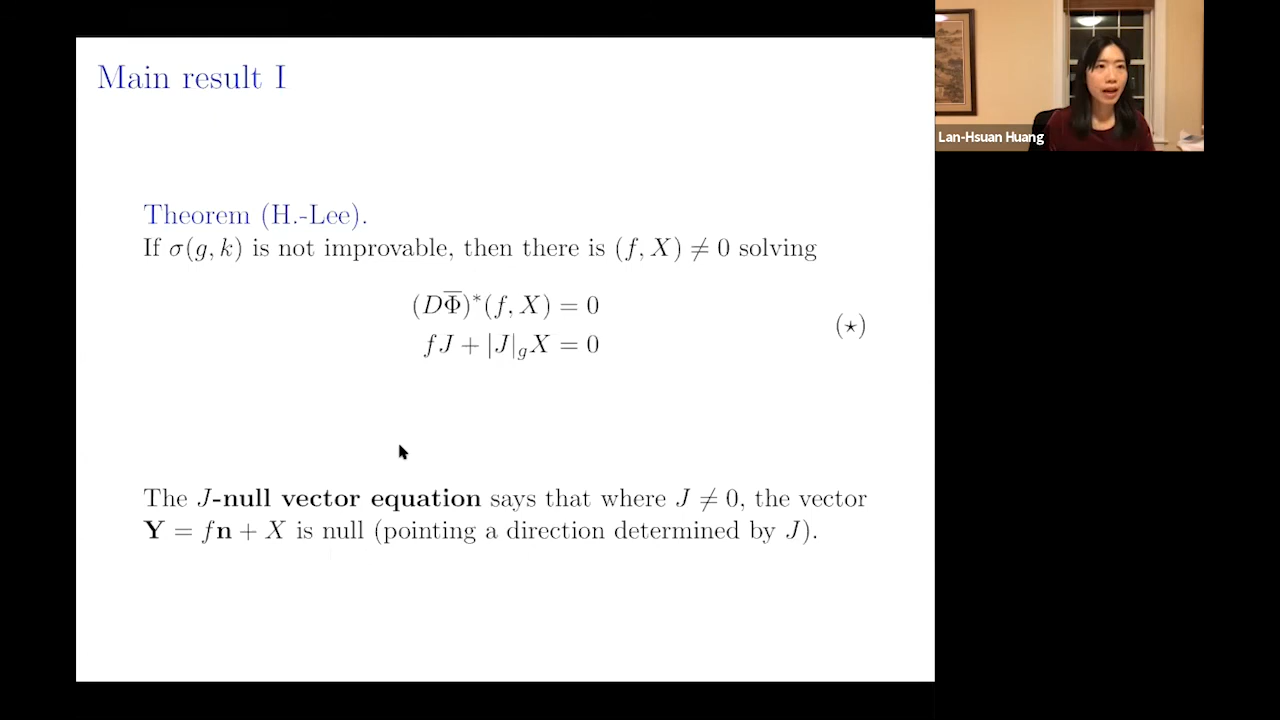 Main result I
Theorem (H.-Lee).
If σ(g, k) is not improvable, then there is (f, X) ≠ 0 solving
(DΦ̅)*(f, X) = 0
fJ + |J|_g X = 0
(⋆)
The J-null vector equation says that where J ≠ 0, the vector
Y = fn + X is null (pointing a direction determined by J).
Lan-Hsuan Huang